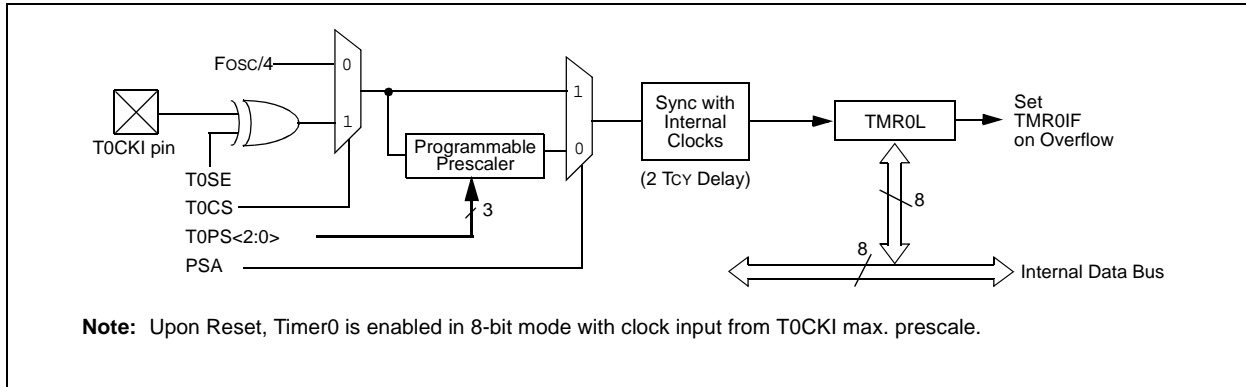 Fosc/4
0
1
T0CKI pin
T0SE
T0CS
T0PS<2:0>
PSA
Programmable
Prescaler
3
1
0
Sync with
Internal
Clocks
(2 TCY Delay)
TMR0L
Set
TMR0IF
on Overflow
8
8
Internal Data Bus
Note: Upon Reset, Timer0 is enabled in 8-bit mode with clock input from T0CKI max. prescale.